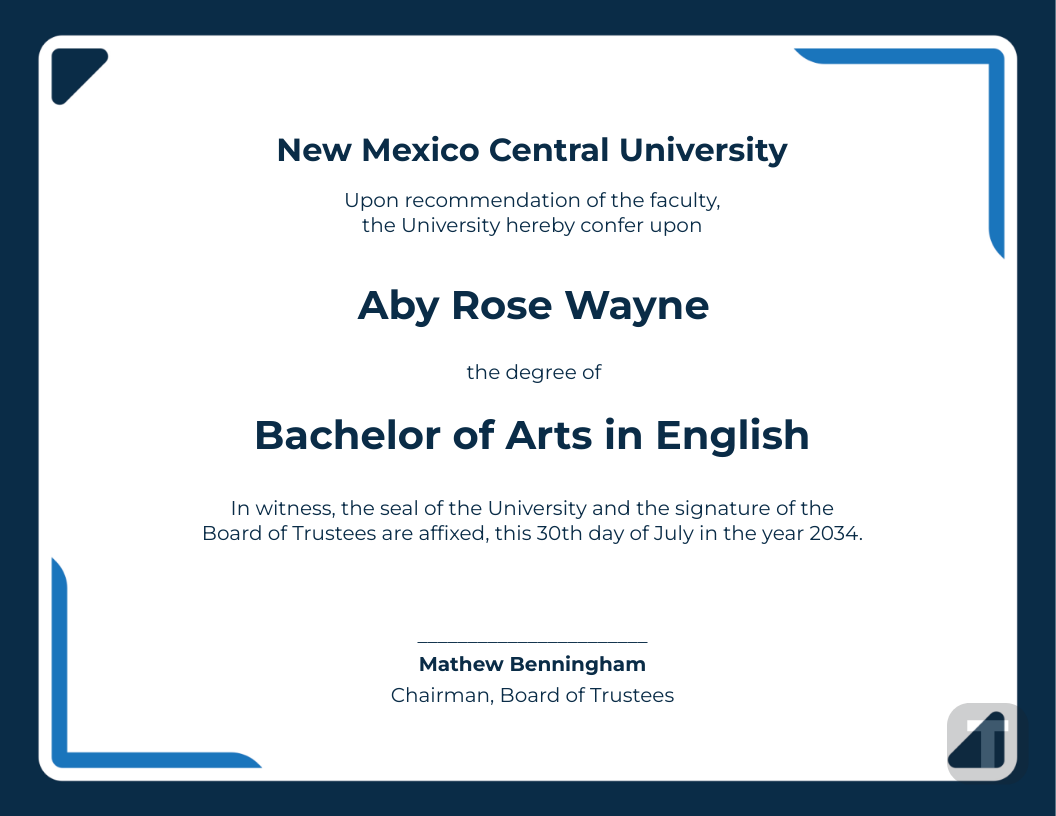 New Mexico Central University
Upon recommendation of the faculty,
the University hereby confer upon
Aby Rose Wayne
the degree of
Bachelor of Arts in English
In witness, the seal of the University and the signature of the
Board of Trustees are affixed, this 30th day of July in the year 2034.
_______________________
Mathew Benningham
Chairman, Board of Trustees
T